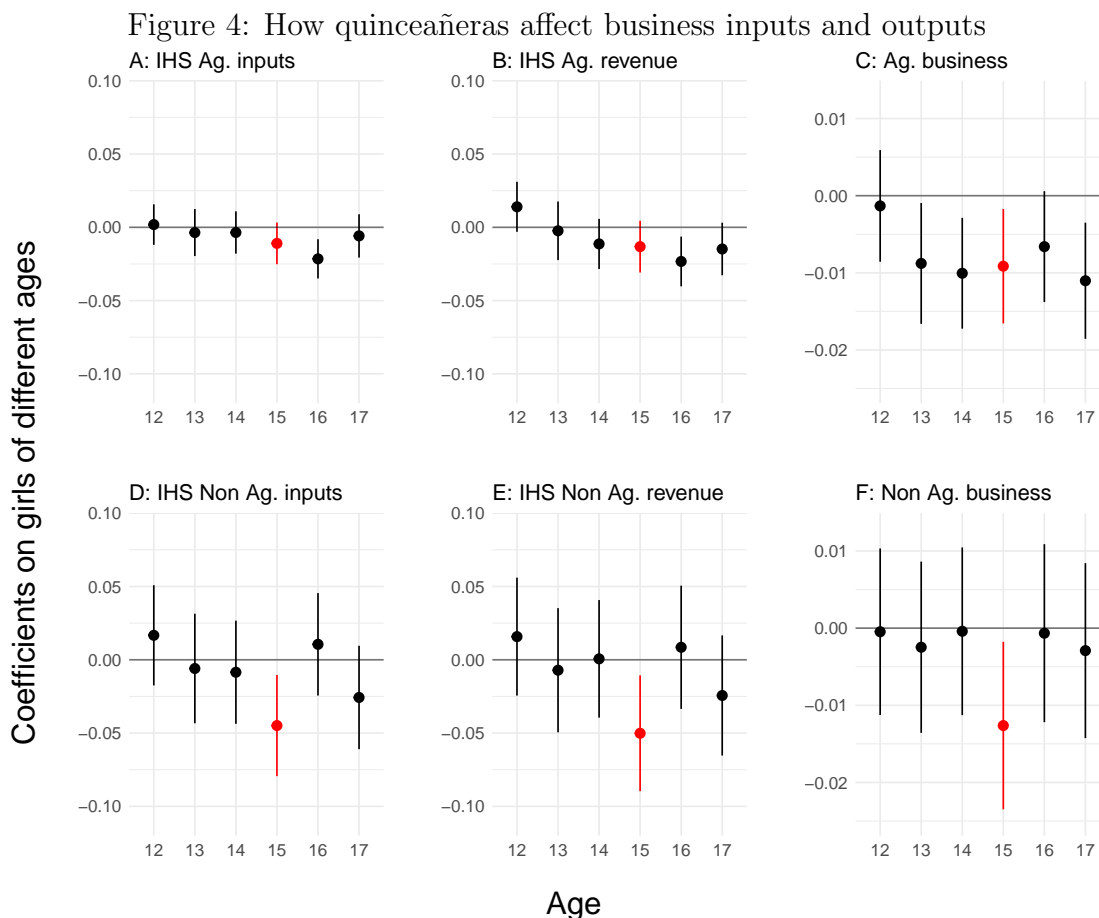 Figure 4: How quinceañeras affect business inputs and outputs
Coefficients on girls of different ages
A: IHS Ag. inputs
0.10
0.05
0.00
−0.05
−0.10
12 13 14 15 16 17
B: IHS Ag. revenue
0.10
0.05
0.00
−0.05
−0.10
12 13 14 15 16 17
C: Ag. business
0.01
0.00
−0.01
−0.02
12 13 14 15 16 17
D: IHS Non Ag. inputs
0.10
0.05
0.00
−0.05
−0.10
12 13 14 15 16 17
E: IHS Non Ag. revenue
0.10
0.05
0.00
−0.05
−0.10
12 13 14 15 16 17
F: Non Ag. business
0.01
0.00
−0.01
−0.02
12 13 14 15 16 17
Age